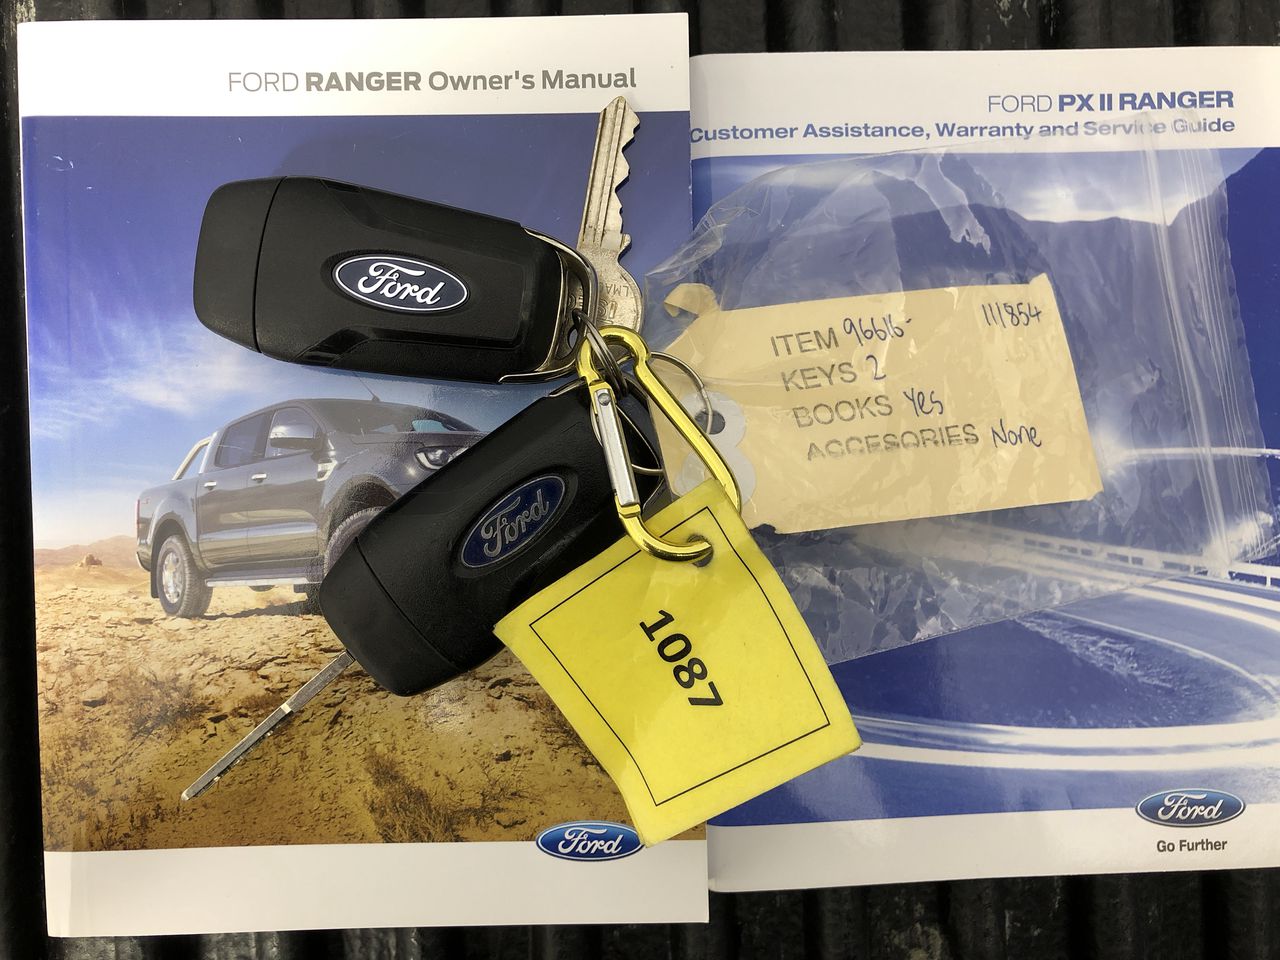 FORD RANGER Owner's Manual
FORD PX II RANGER
Customer Assistance, Warranty and Service Guide
Ford
Ford
ITEM 96616- 111854
KEYS 2
BOOKS Yes
ACCESORIES None
1087
Ford
Ford
Go Further